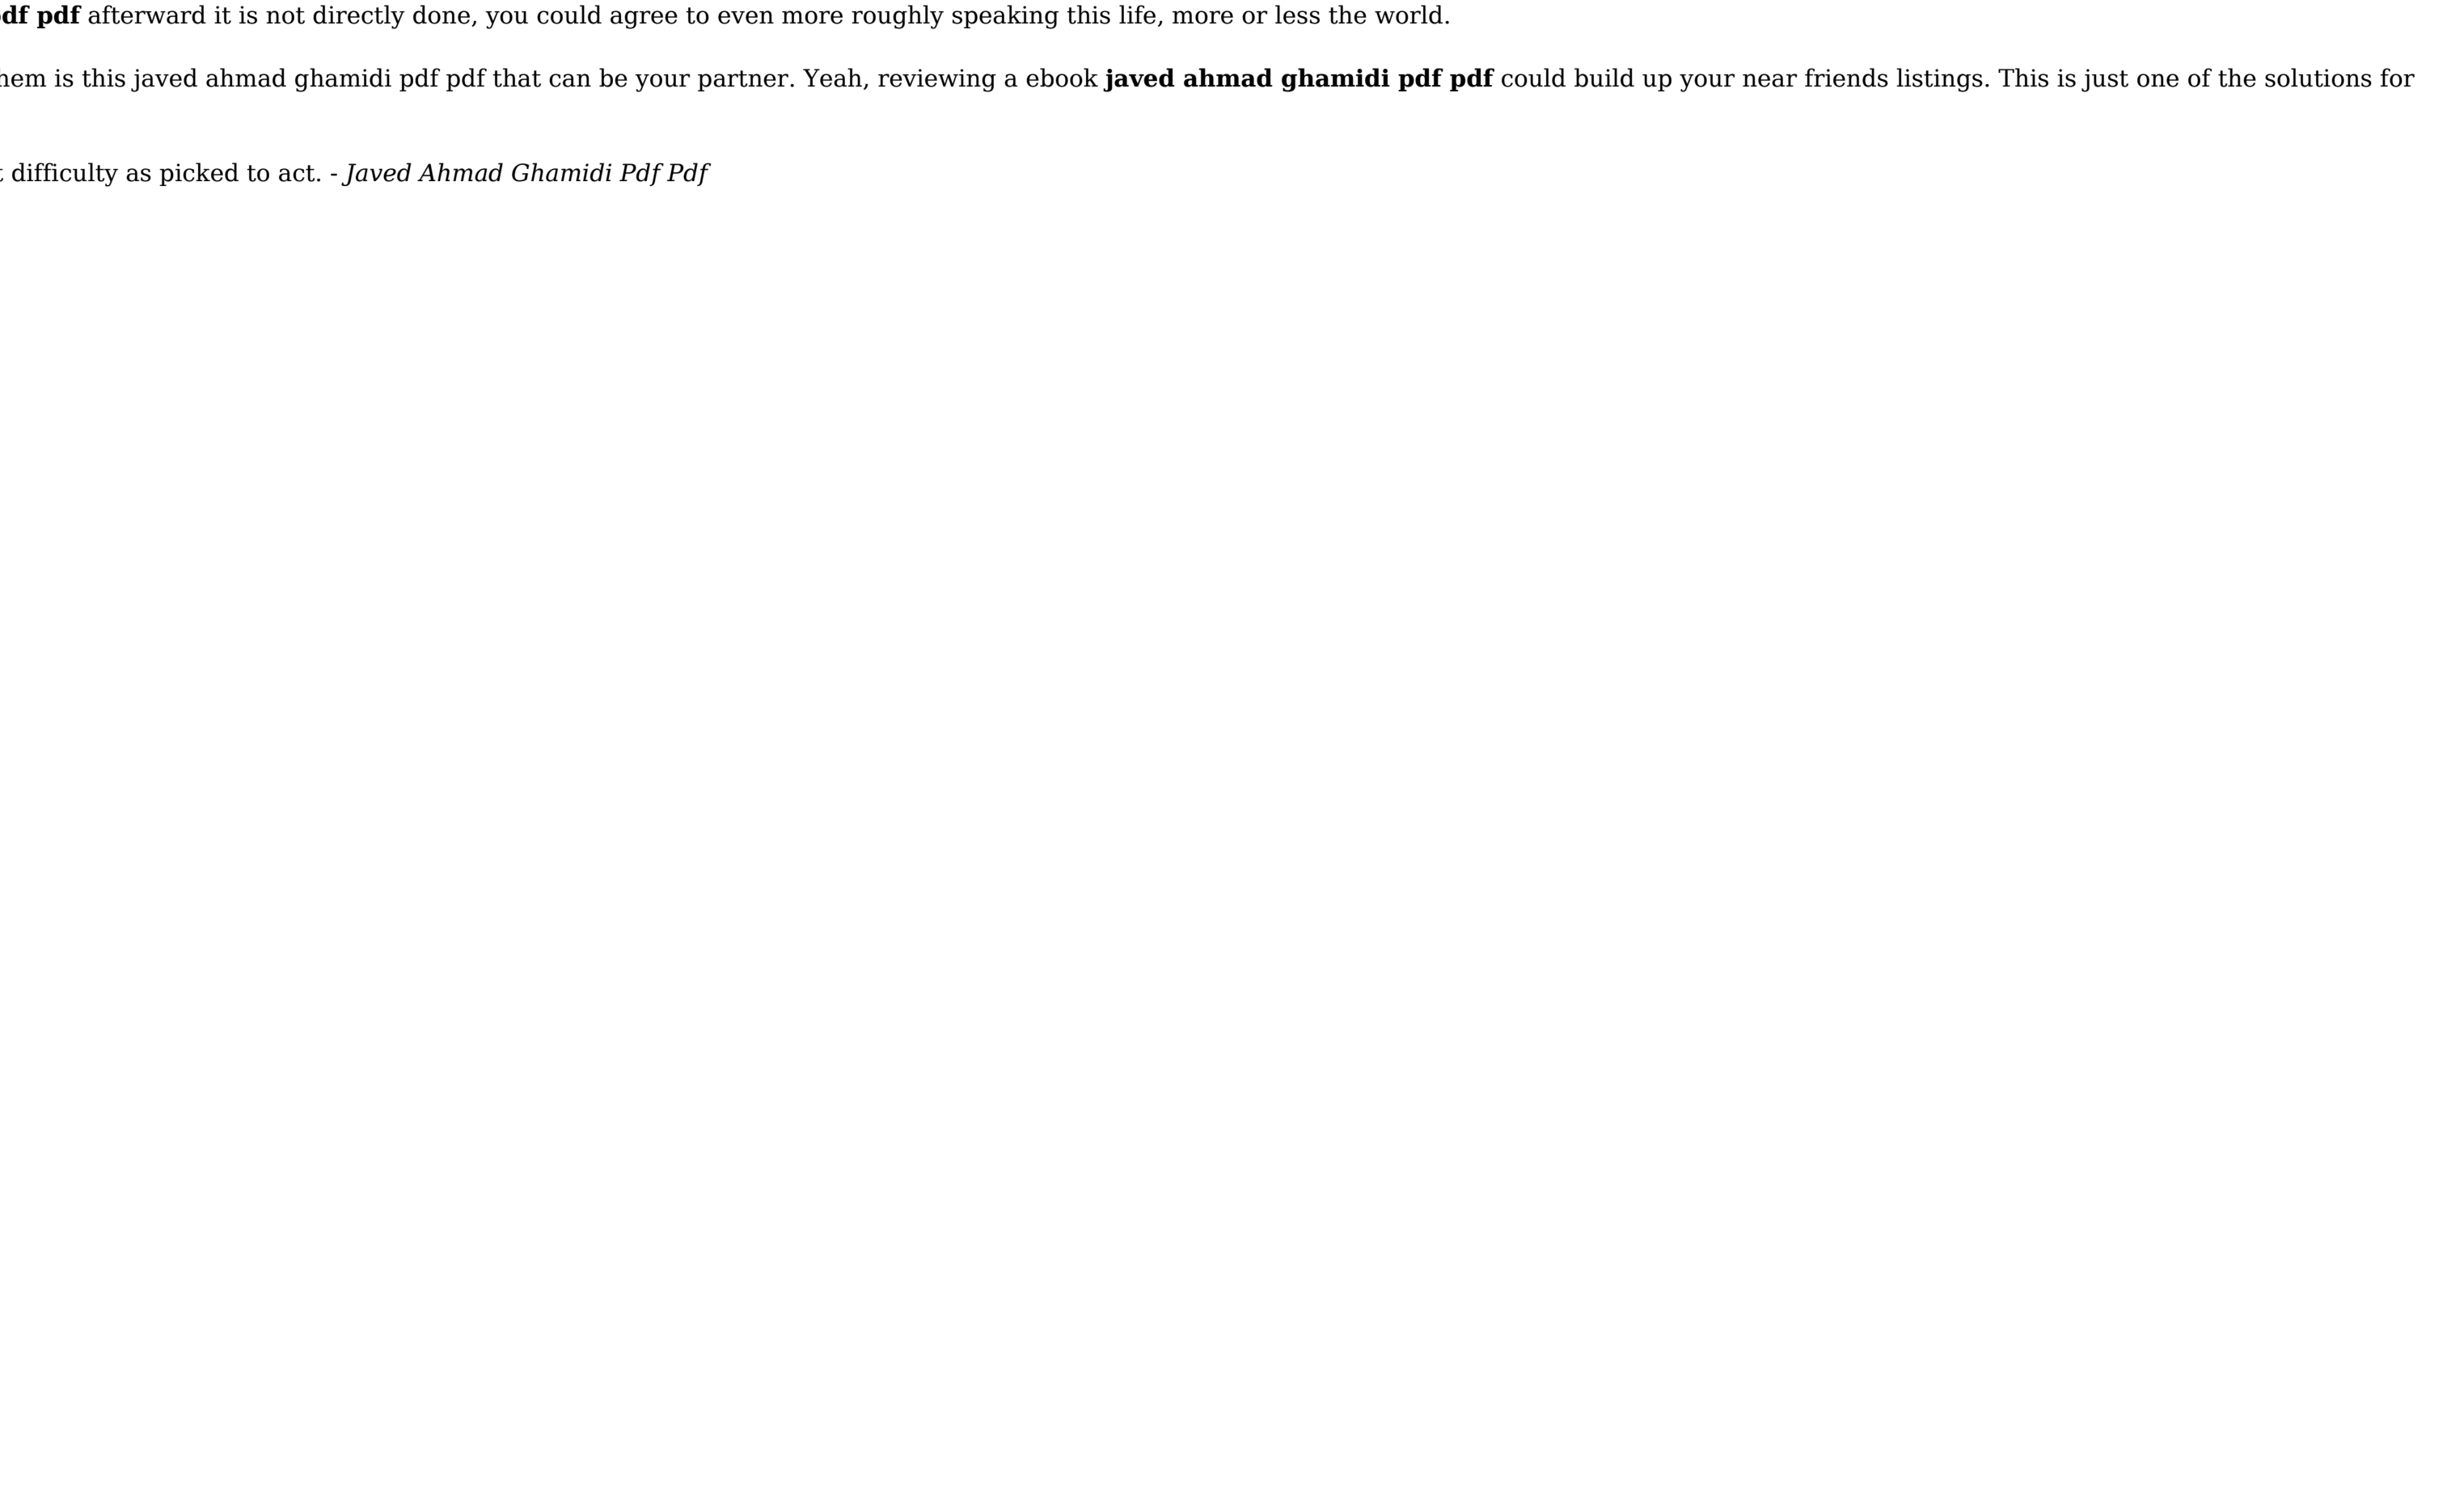 df pdf afterward it is not directly done, you could agree to even more roughly speaking this life, more or less the world.
is this javed ahmad ghamidi pdf pdf that can be your partner. Yeah, reviewing a ebook javed ahmad ghamidi pdf pdf could build up your near friends listings. This is just one of the solutions for
difficulty as picked to act. - Javed Ahmad Ghamidi Pdf Pdf